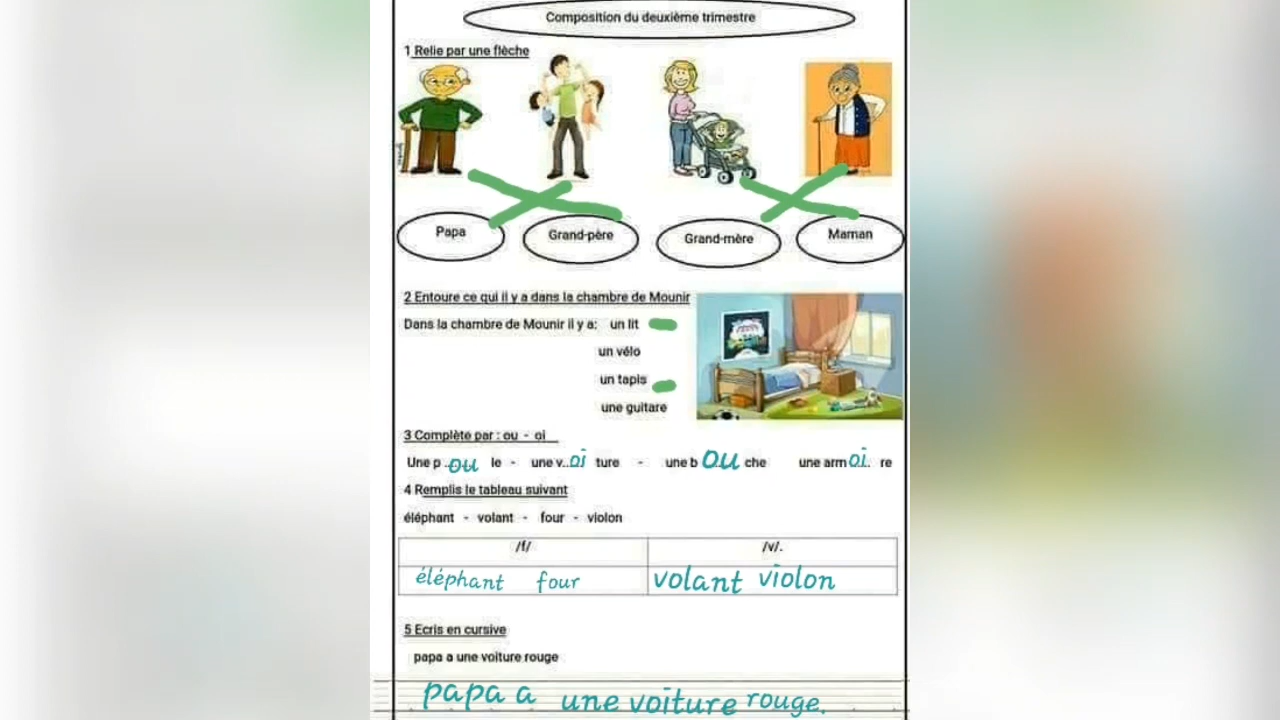 Composition du deuxième trimestre
1 Relie par une flèche
Papa Grand-père Grand-mère Maman
2 Entoure ce qui il y a dans la chambre de Mounir
Dans la chambre de Mounir il y a: un lit
un vélo
un tapis
une guitare
3 Complète par : ou - oi
Une p..ou le - une v..oi ture - une b ou che une arm oi.. re
4 Remplis le tableau suivant
éléphant - volant - four - violon
/f/ /v/.
éléphant four volant violon
5 Ecris en cursive
papa a une voiture rouge
papa a une voiture rouge.